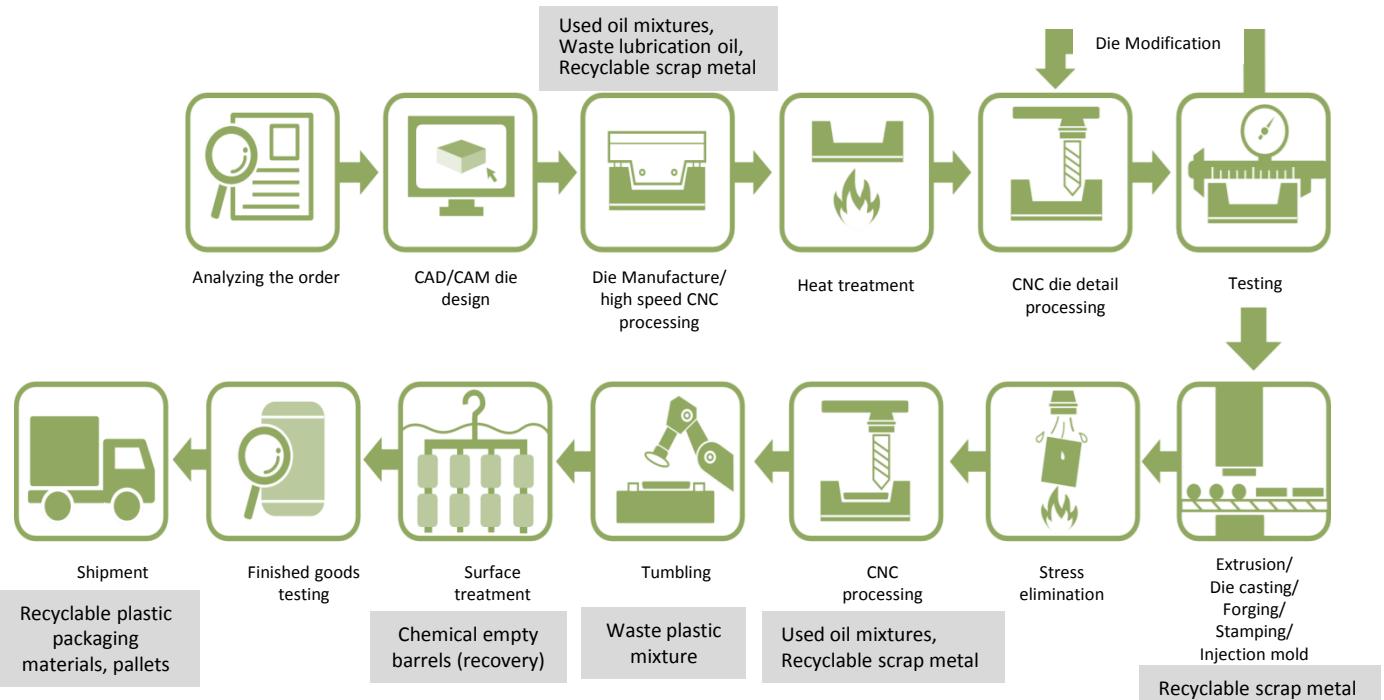 Used oil mixtures,
Waste lubrication oil,
Recyclable scrap metal
Die Modification
Analyzing the order
CAD/CAM die
design
Die Manufacture/
high speed CNC
processing
Heat treatment
CNC die detail
processing
Testing
Shipment
Finished goods
testing
Surface
treatment
Tumbling
CNC
processing
Stress
elimination
Extrusion/
Die casting/
Forging/
Stamping/
Injection mold
Recyclable plastic
packaging
materials, pallets
Chemical empty
barrels (recovery)
Waste plastic
mixture
Used oil mixtures,
Recyclable scrap metal
Recyclable scrap metal